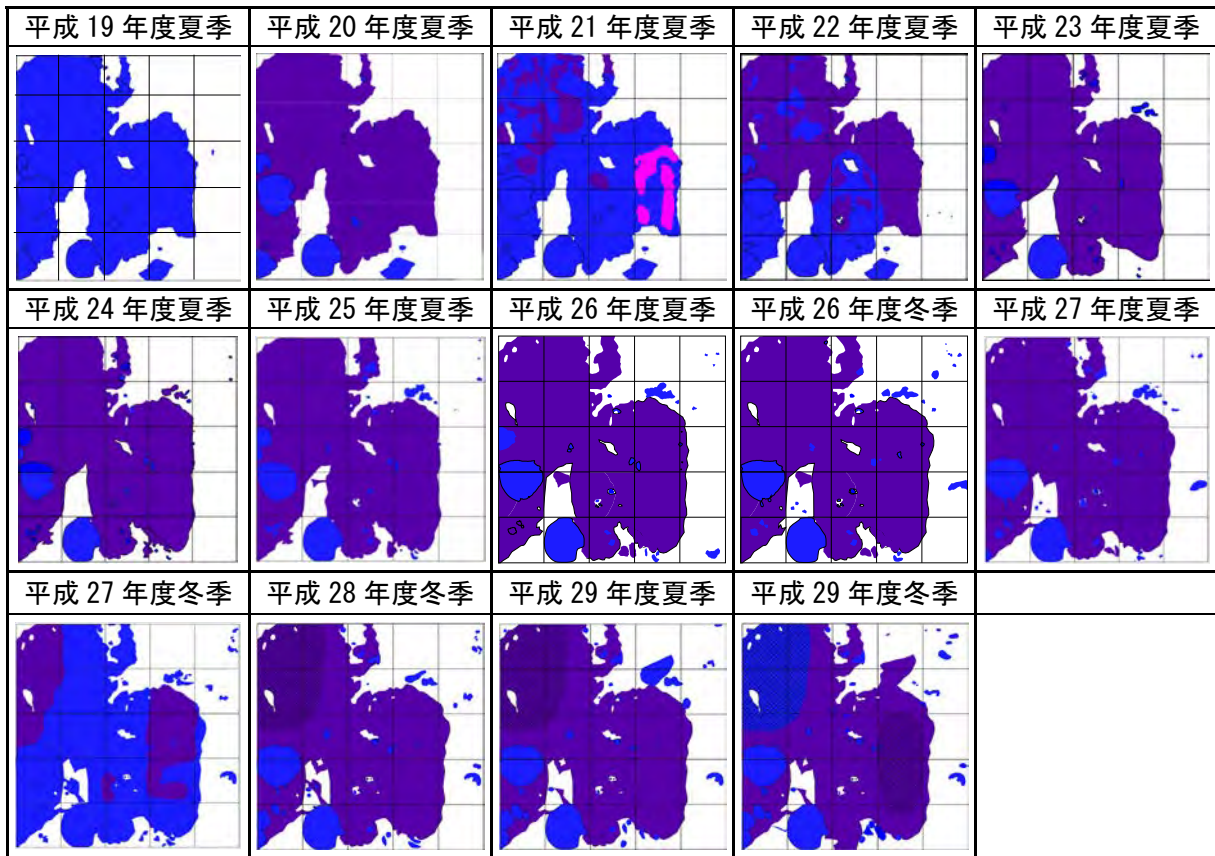 平成 19 年度夏季
平成 20 年度夏季
平成 21 年度夏季
平成 22 年度夏季
平成 23 年度夏季
平成 24 年度夏季
平成 25 年度夏季
平成 26 年度夏季
平成 26 年度冬季
平成 27 年度夏季
平成 27 年度冬季
平成 28 年度冬季
平成 29 年度夏季
平成 29 年度冬季